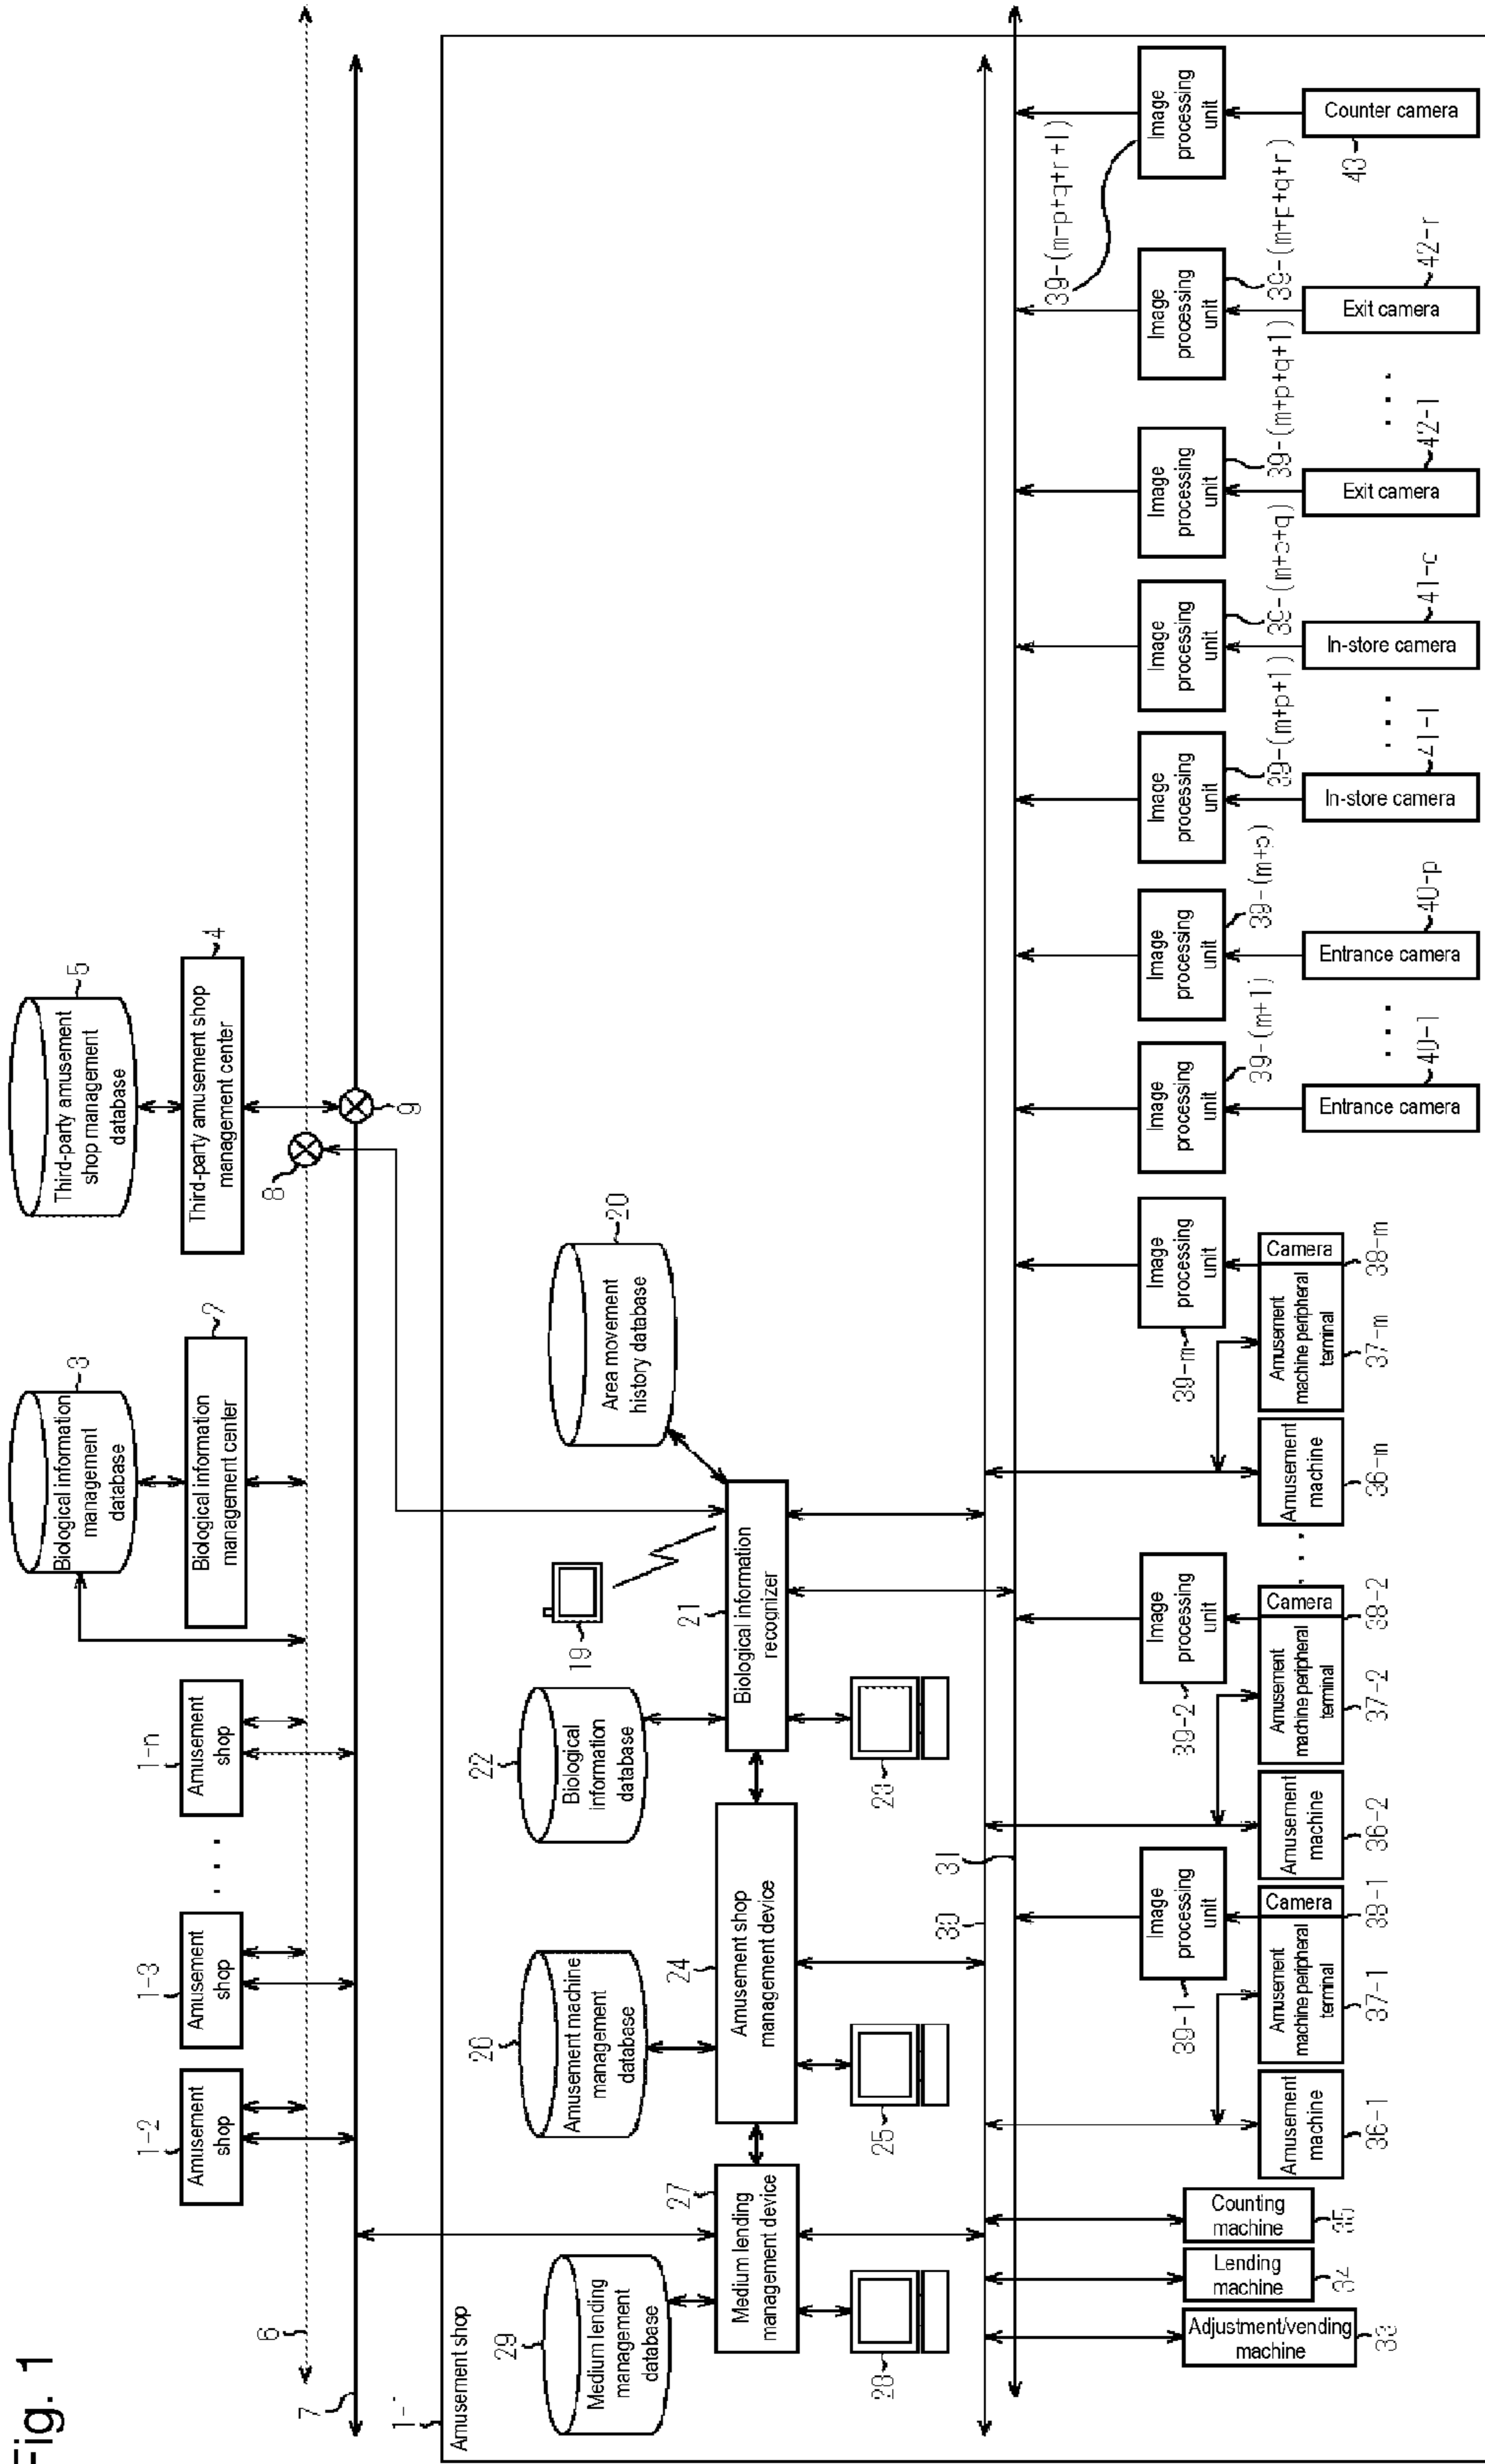 Fig. 1
6
7
1-2
Amusement
shop
1-3
Amusement
shop
. . .
1-n
Amusement
shop
3
Biological information
management
database
2
Biological information
management center
5
Third-party amusement
shop management
database
4
Third-party amusement shop
management center
8
9
Amusement shop
29
Medium lending
management
database
27
Medium lending
management device
28
26
Amusement machine
management
database
24
Amusement shop
management device
25
22
Biological
information
database
19
21
Biological information
recognizer
23
20
Area movement
history database
30
31
Adjustment/vending
machine
33
Lending
machine
34
Counting
machine
35
Amusement
machine
36-1
Amusement
machine peripheral
terminal
37-1
Camera
38-1
Image
processing
unit
39-1
Amusement
machine
36-2
Amusement
machine peripheral
terminal
37-2
Camera
38-2
Image
processing
unit
39-2
. . .
Amusement
machine
36-m
Amusement
machine peripheral
terminal
37-m
Camera
38-m
Image
processing
unit
39-m
Image
processing
unit
39-(m+1)
Entrance camera
40-1
. . .
Image
processing
unit
39-(m+p)
Entrance camera
40-p
Image
processing
unit
39-(m+p+1)
In-store camera
41-1
. . .
Image
processing
unit
39-(m+p+q)
In-store camera
41-q
Image
processing
unit
39-(m+p+q+1)
Exit camera
42-1
. . .
Image
processing
unit
39-(m+p+q+r)
Exit camera
42-r
Image
processing
unit
39-(m+p+q+r+1)
Counter camera
43